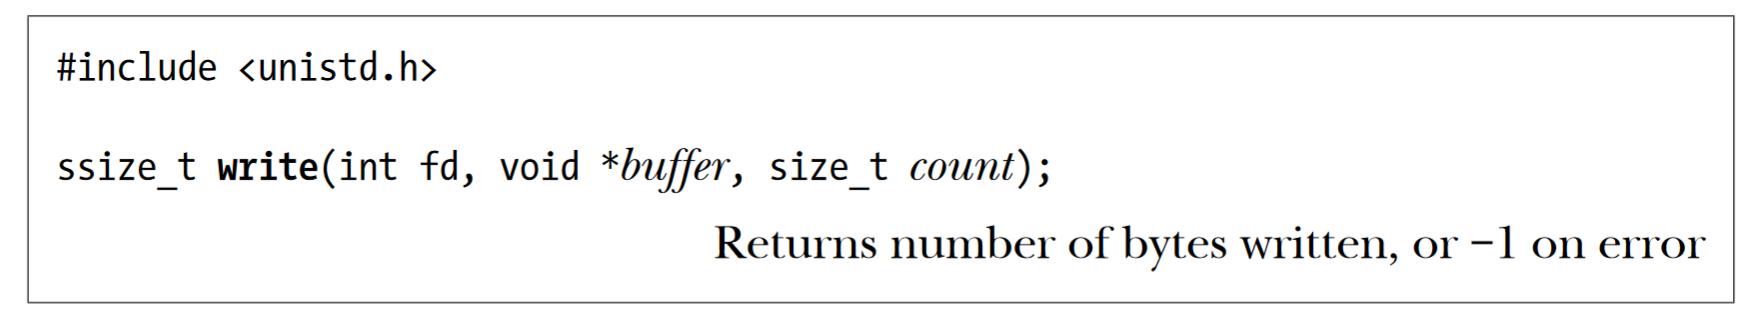 #include <unistd.h>
ssize_t write(int fd, void *buffer, size_t count);
Returns number of bytes written, or –1 on error